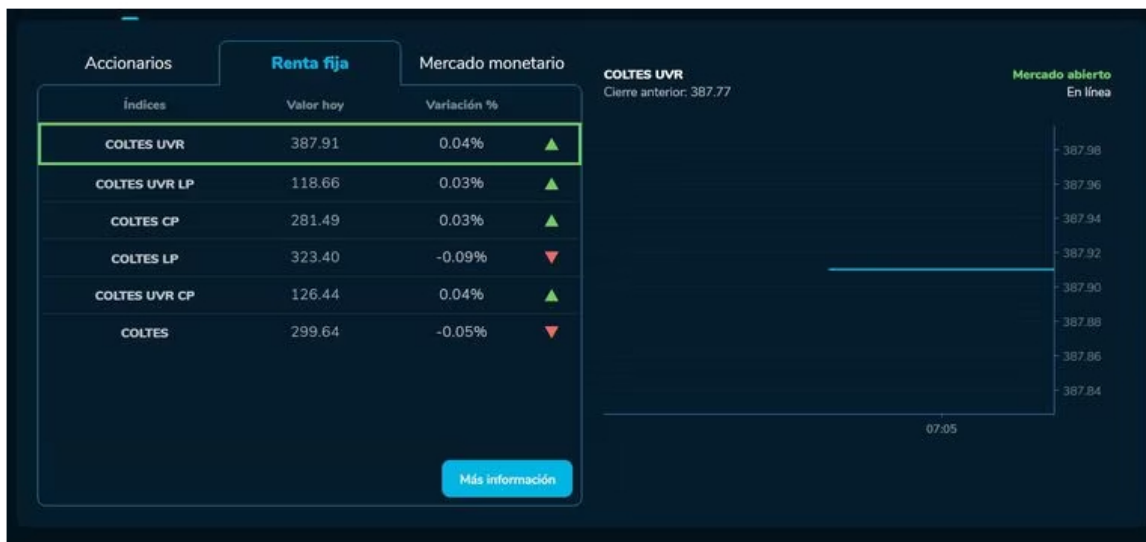 Accionarios Renta fija Mercado monetario
Índices Valor hoy Variación %
COLTES UVR 387.91 0.04%
COLTES UVR LP 118.66 0.03%
COLTES CP 281.49 0.03%
COLTES LP 323.40 -0.09%
COLTES UVR CP 126.44 0.04%
COLTES 299.64 -0.05%
Más información
COLTES UVR Mercado abierto
Cierre anterior: 387.77 En línea
387.98
387.96
387.94
387.92
387.90
387.88
387.86
387.84
07:05